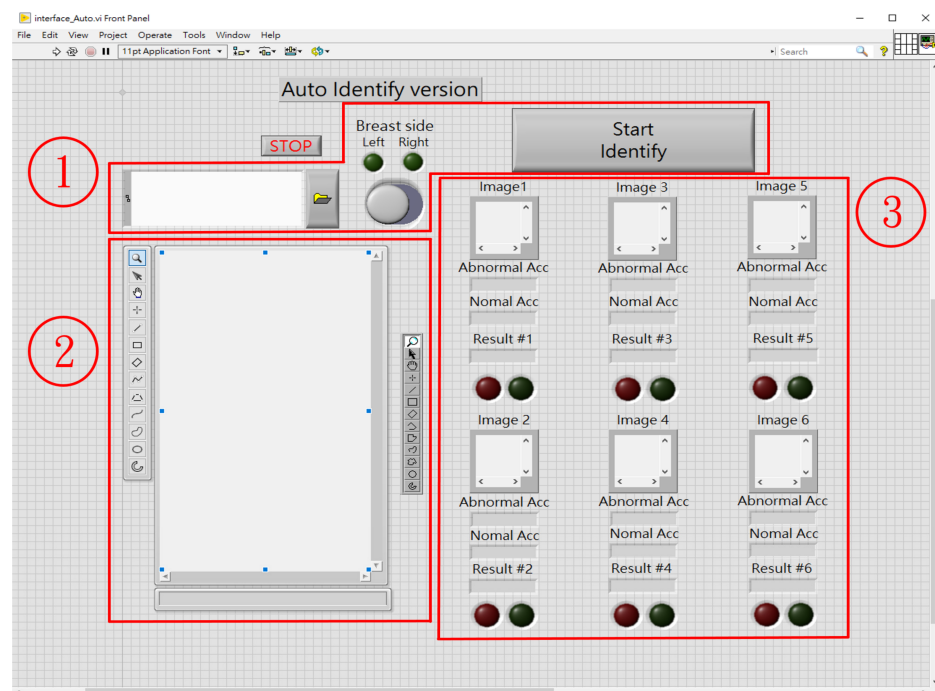 interface_Auto.vi Front Panel
File Edit View Project Operate Tools Window Help
11pt Application Font
Search
Auto Identify version
STOP
Breast side
Left Right
Start
Identify
1
2
3
Image1 Image 3 Image 5
Abnormal Acc Abnormal Acc Abnormal Acc
Nomal Acc Nomal Acc Nomal Acc
Result #1 Result #3 Result #5
Image 2 Image 4 Image 6
Abnormal Acc Abnormal Acc Abnormal Acc
Nomal Acc Nomal Acc Nomal Acc
Result #2 Result #4 Result #6